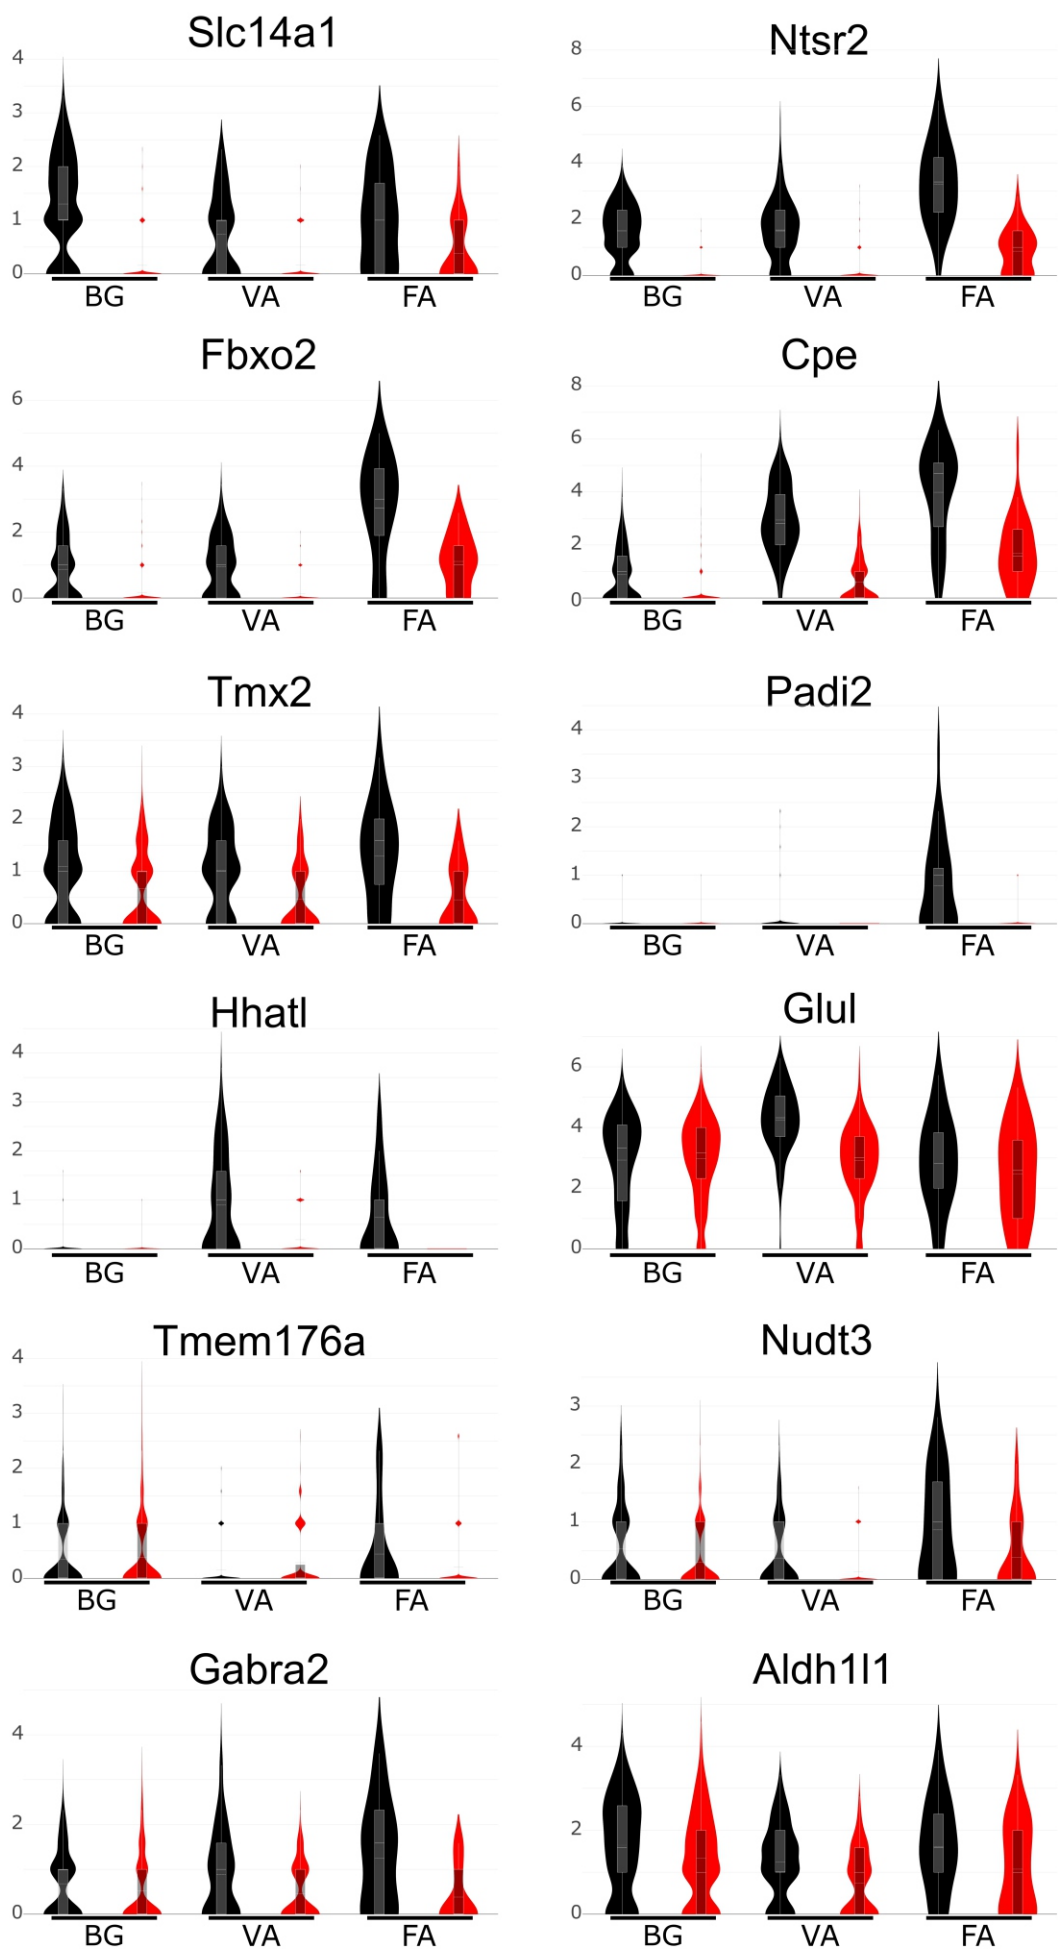 Slc14a1
4
3
2
1
0
BG VA FA
Ntsr2
8
6
4
2
0
BG VA FA
Fbxo2
6
4
2
0
BG VA FA
Cpe
8
6
4
2
0
BG VA FA
Tmx2
4
3
2
1
0
BG VA FA
Padi2
4
3
2
1
0
BG VA FA
Hhatl
4
3
2
1
0
BG VA FA
Glul
6
4
2
0
BG VA FA
Tmem176a
4
3
2
1
0
BG VA FA
Nudt3
3
2
1
0
BG VA FA
Gabra2
4
2
0
BG VA FA
Aldh1l1
4
2
0
BG VA FA